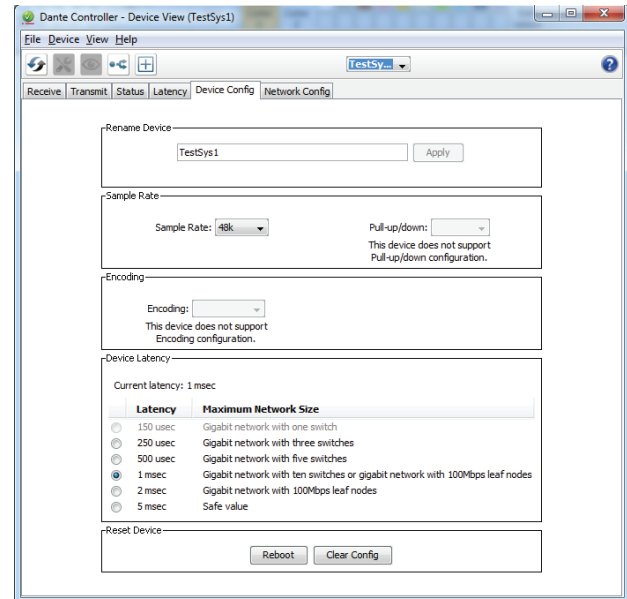 Dante Controller - Device View (TestSys1)
File Device View Help
TestSy...
Receive Transmit Status Latency Device Config Network Config
Rename Device
TestSys1 Apply
Sample Rate
Sample Rate: 48k Pull-up/down:
This device does not support
Pull-up/down configuration.
Encoding
Encoding:
This device does not support
Encoding configuration.
Device Latency
Current latency: 1 msec
Latency Maximum Network Size
150 usec Gigabit network with one switch
250 usec Gigabit network with three switches
500 usec Gigabit network with five switches
1 msec Gigabit network with ten switches or gigabit network with 100Mbps leaf nodes
2 msec Gigabit network with 100Mbps leaf nodes
5 msec Safe value
Reset Device
Reboot Clear Config